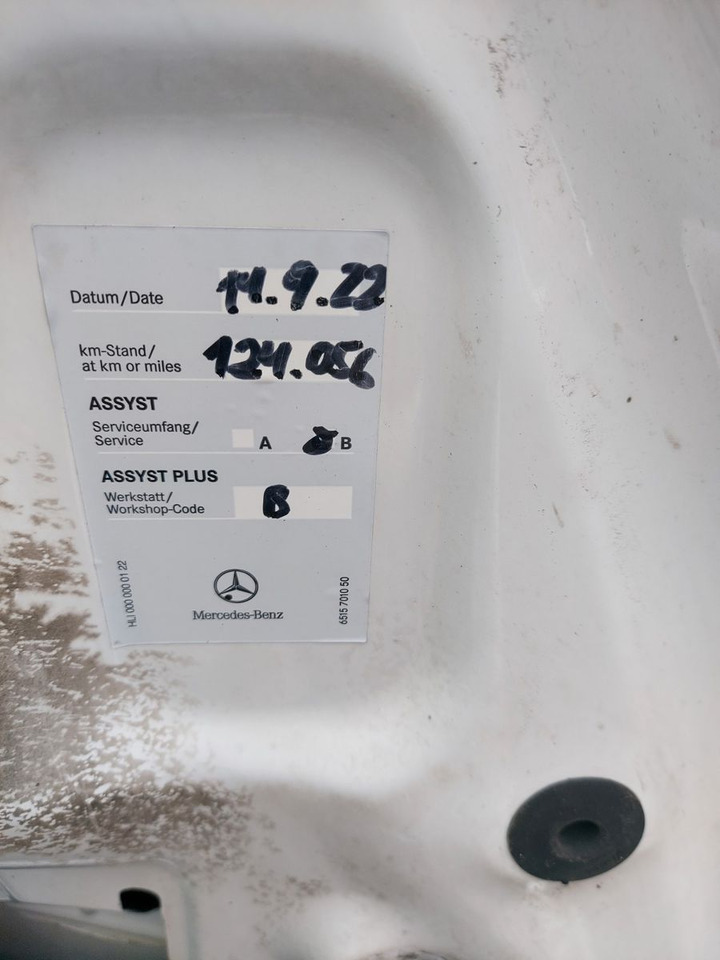 Datum/Date 14.9.22
km-Stand/
at km or miles 124.056
ASSYST
Serviceumfang/
Service A B
ASSYST PLUS
Werkstatt/
Workshop-Code B
HLI 000 000 01 22
Mercedes-Benz
6515 7010 50